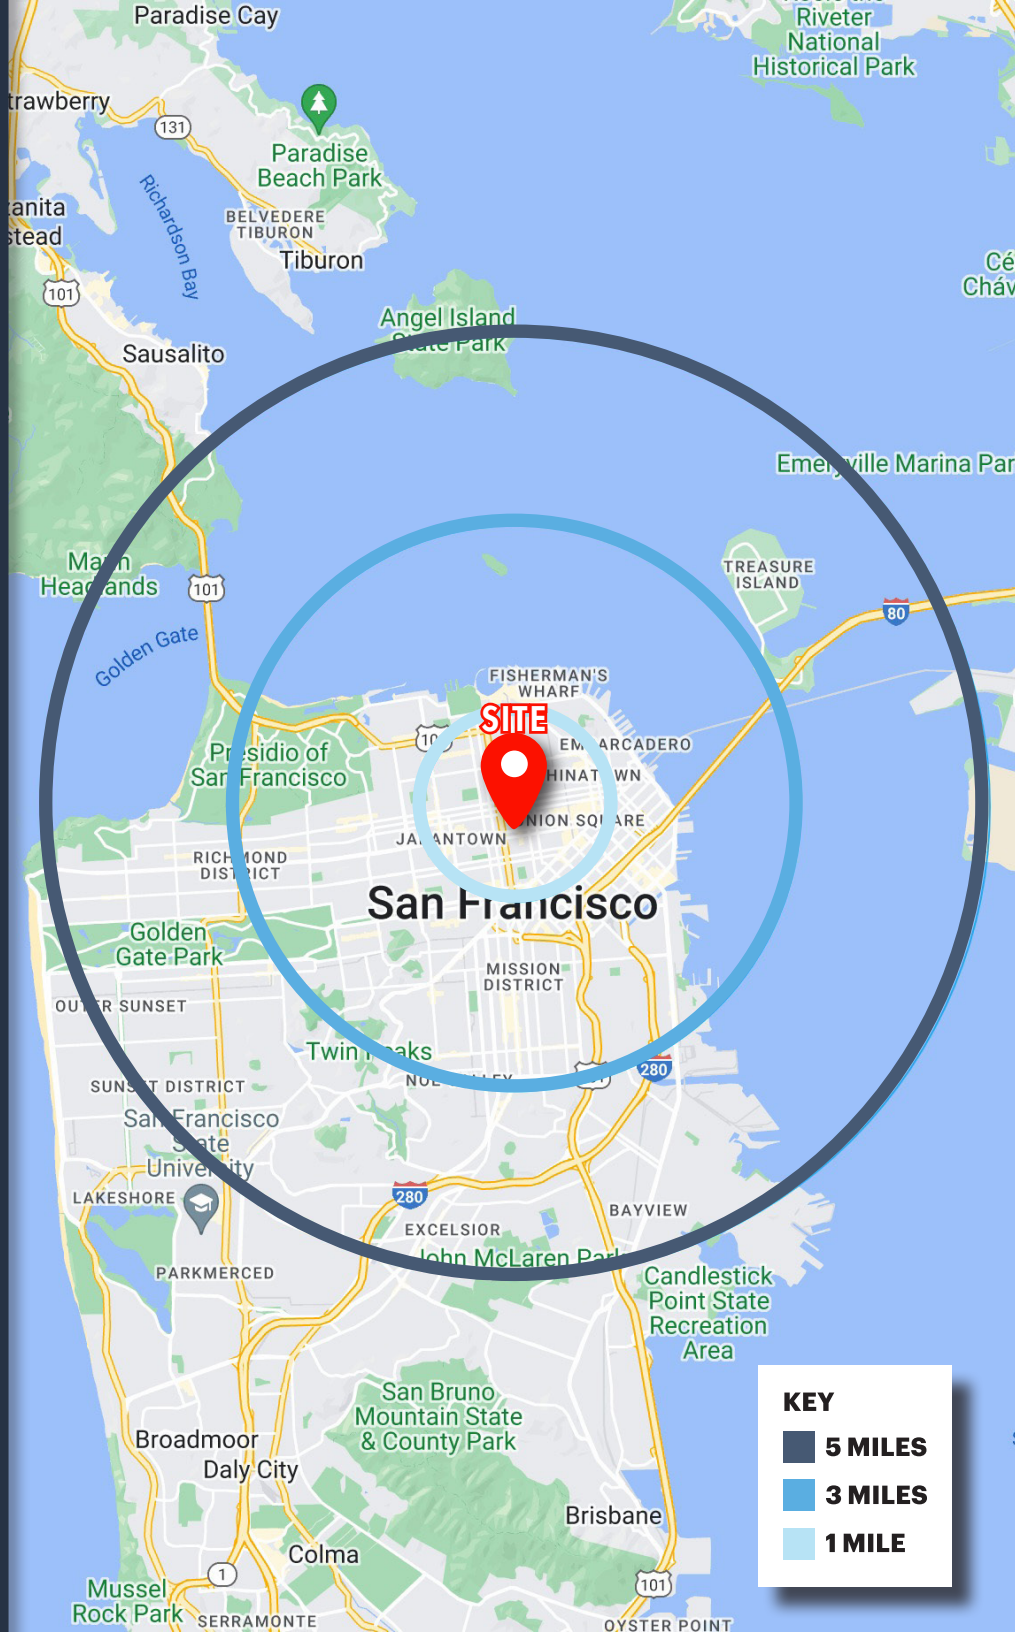 Paradise Cay
Riveter
National
Historical Park
trawberry
131
Paradise
Beach Park
Richardson Bay
BELVEDERE
TIBURON
Tiburon
stead
101
Angel Island
State Park
Sausalito
Emeryville Marina Par
Marin
Headlands
101
Golden Gate
TREASURE
ISLAND
80
FISHERMAN'S
WHARF
SITE
EMBARCADERO
Presidio of
San Francisco
CHINATOWN
UNION SQUARE
JAPANTOWN
RICHMOND
DISTRICT
San Francisco
Golden
Gate Park
MISSION
DISTRICT
OUTER SUNSET
Twin Peaks
NOE VALLEY
280
SUNSET DISTRICT
San Francisco
State
University
LAKESHORE
280
BAYVIEW
EXCELSIOR
John McLaren Park
PARKMERCED
Candlestick
Point State
Recreation
Area
San Bruno
Mountain State
& County Park
Broadmoor
Daly City
Brisbane
Colma
1
101
Mussel
Rock Park
SERRAMONTE
OYSTER POINT
KEY
5 MILES
3 MILES
1 MILE